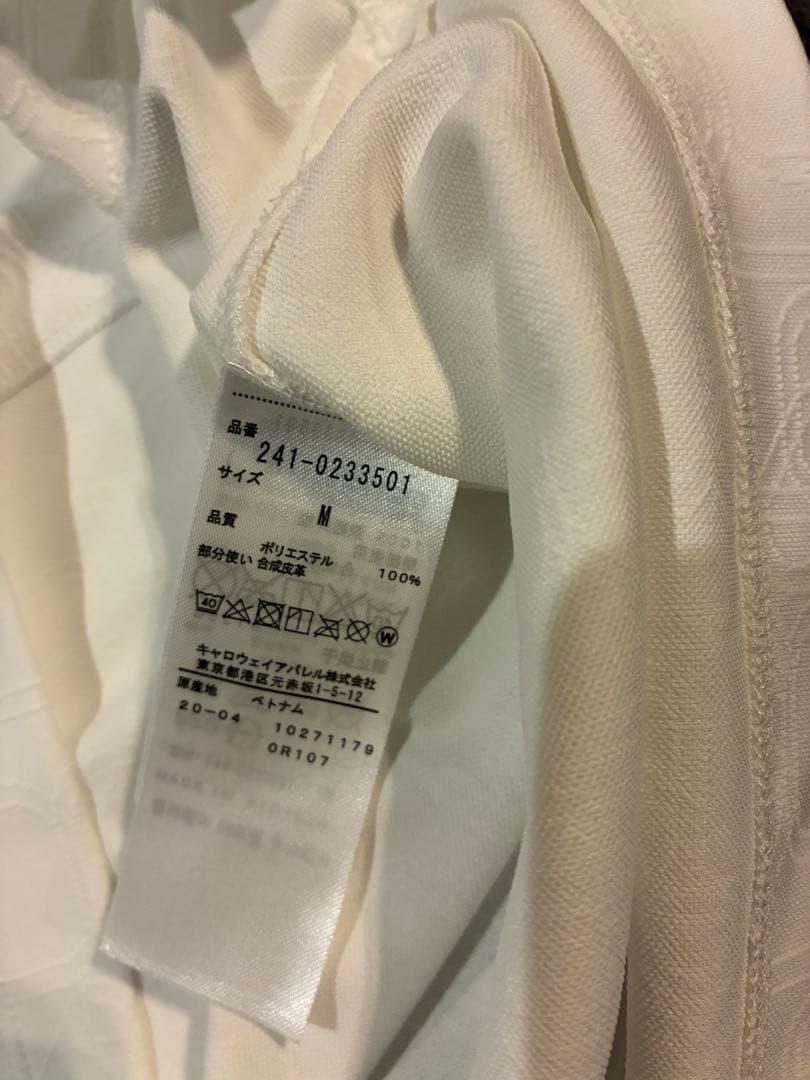 品番
241-0233501
サイズ
M
品質
ポリエステル 100%
部分使い 合成皮革
40
W
キャロウェイアパレル株式会社
東京都港区元赤坂1-5-12
原産地 ベトナム
20-04 10271179
0R107